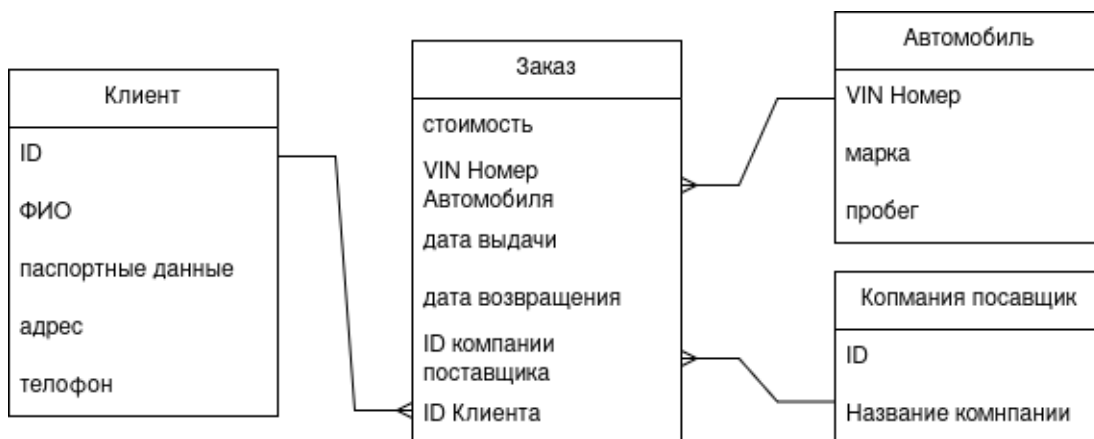 Клиент
ID
ФИО
паспортные данные
адрес
телофон
Заказ
стоимость
VIN Номер
Автомобиля
дата выдачи
дата возвращения
ID компании
поставщика
ID Клиента
Автомобиль
VIN Номер
марка
пробег
Копмания посавщик
ID
Название комнпании